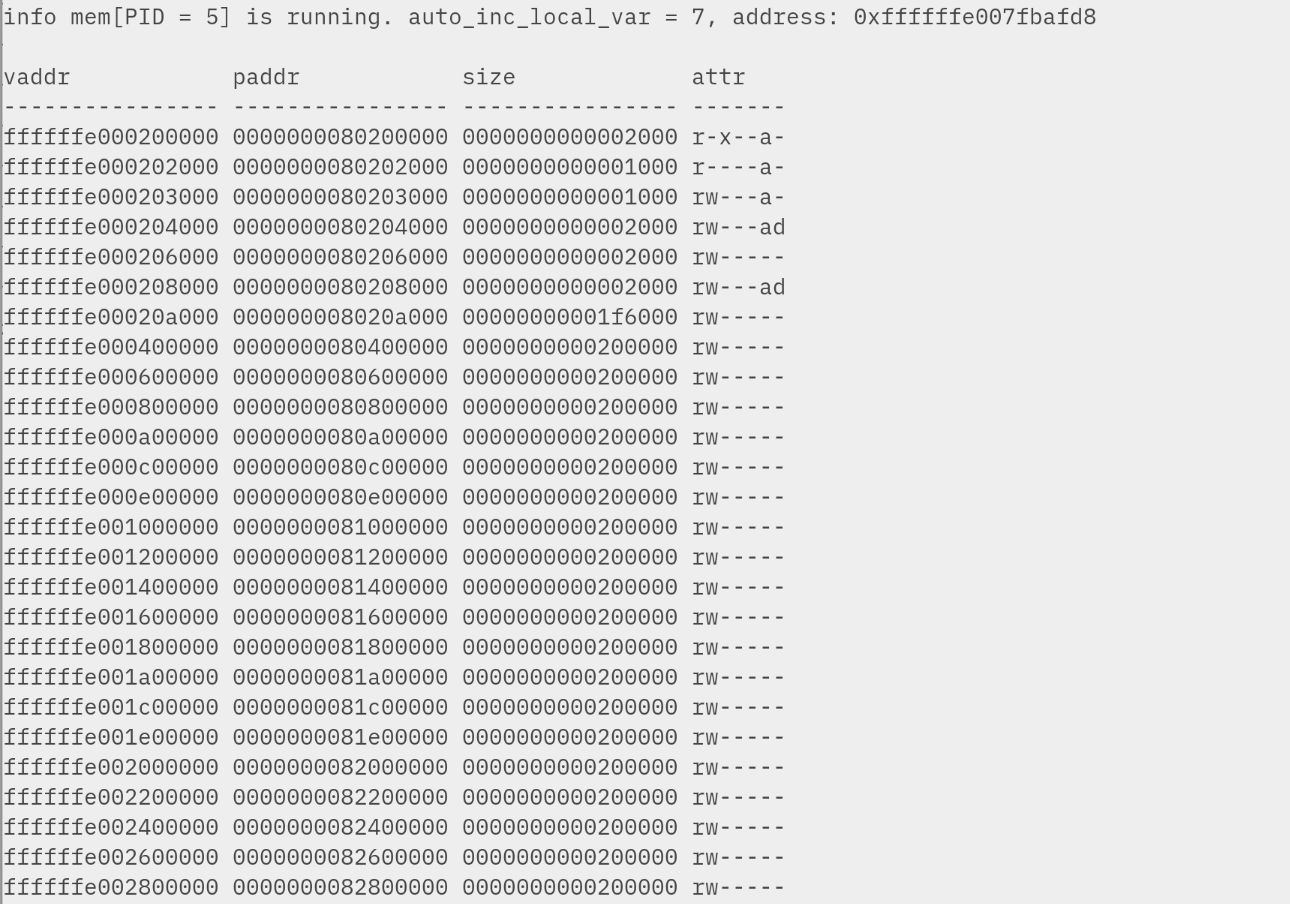 info mem[PID = 5] is running. auto_inc_local_var = 7, address: 0xffffffe007fbafd8
vaddr            paddr            size             attr
---------------- ---------------- ---------------- -------
ffffffe000200000 0000000080200000 0000000000002000 r-x--a-
ffffffe000202000 0000000080202000 0000000000001000 r----a-
ffffffe000203000 0000000080203000 0000000000001000 rw---a-
ffffffe000204000 0000000080204000 0000000000002000 rw---ad
ffffffe000206000 0000000080206000 0000000000002000 rw-----
ffffffe000208000 0000000080208000 0000000000002000 rw---ad
ffffffe00020a000 000000008020a000 00000000001f6000 rw-----
ffffffe000400000 0000000080400000 0000000000200000 rw-----
ffffffe000600000 0000000080600000 0000000000200000 rw-----
ffffffe000800000 0000000080800000 0000000000200000 rw-----
ffffffe000a00000 0000000080a00000 0000000000200000 rw-----
ffffffe000c00000 0000000080c00000 0000000000200000 rw-----
ffffffe000e00000 0000000080e00000 0000000000200000 rw-----
ffffffe001000000 0000000081000000 0000000000200000 rw-----
ffffffe001200000 0000000081200000 0000000000200000 rw-----
ffffffe001400000 0000000081400000 0000000000200000 rw-----
ffffffe001600000 0000000081600000 0000000000200000 rw-----
ffffffe001800000 0000000081800000 0000000000200000 rw-----
ffffffe001a00000 0000000081a00000 0000000000200000 rw-----
ffffffe001c00000 0000000081c00000 0000000000200000 rw-----
ffffffe001e00000 0000000081e00000 0000000000200000 rw-----
ffffffe002000000 0000000082000000 0000000000200000 rw-----
ffffffe002200000 0000000082200000 0000000000200000 rw-----
ffffffe002400000 0000000082400000 0000000000200000 rw-----
ffffffe002600000 0000000082600000 0000000000200000 rw-----
ffffffe002800000 0000000082800000 0000000000200000 rw-----